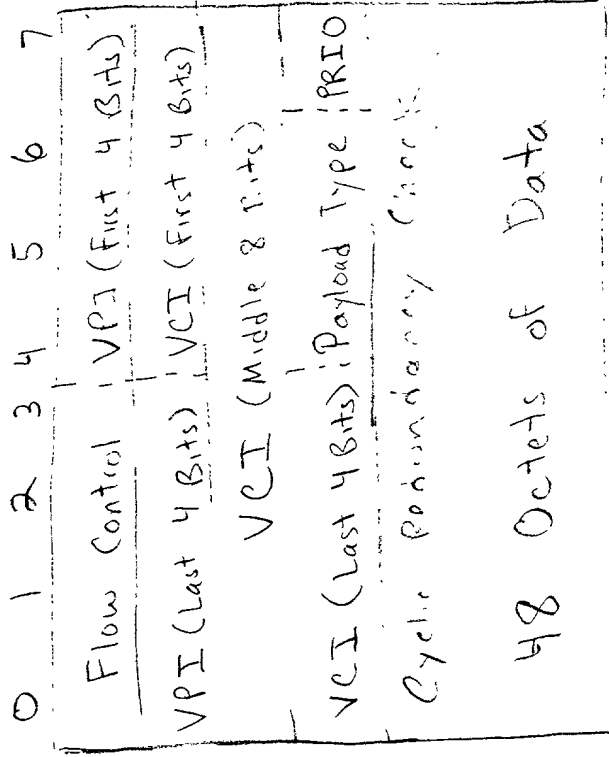 0 1 2 3 4 5 6 7
Flow Control VPI (First 4 Bits)
VPI (Last 4 Bits) VCI (First 4 Bits)
VCI (Middle 8 Bits)
VCI (Last 4 Bits) Payload Type PRIO
Cyclic Check
48 Octets of Data